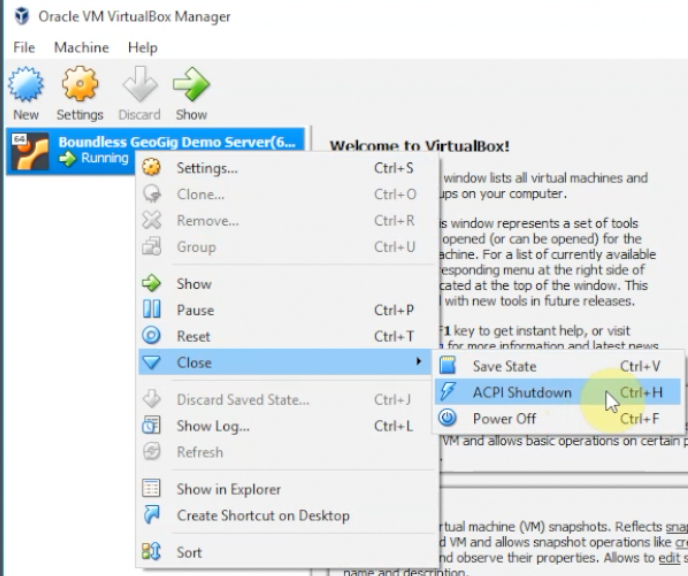 Oracle VM VirtualBox Manager
File Machine Help
New Settings Discard Show
64 Boundless GeoGig Demo Server(6...
Running
Welcome to VirtualBox!
window lists all virtual machines and
ups on your computer.
is window represents a set of tools
opened (or can be opened) for the
achine. For a list of currently available
esponding menu at the right side of
cated at the top of the window. This
with new tools in future releases.
F1 key to get instant help, or visit
for more information and latest news.
Settings... Ctrl+S
Clone... Ctrl+O
Remove... Ctrl+R
Group Ctrl+U
Show
Pause Ctrl+P
Reset Ctrl+T
Close
Discard Saved State... Ctrl+J
Show Log... Ctrl+L
Refresh
Show in Explorer
Create Shortcut on Desktop
Sort
Save State Ctrl+V
ACPI Shutdown Ctrl+H
Power Off Ctrl+F
VM and allows basic operations on certain p
rtual machine (VM) snapshots. Reflects snap
d VM and allows snapshot operations like cre
nd observe their properties. Allows to edit s
name and description.